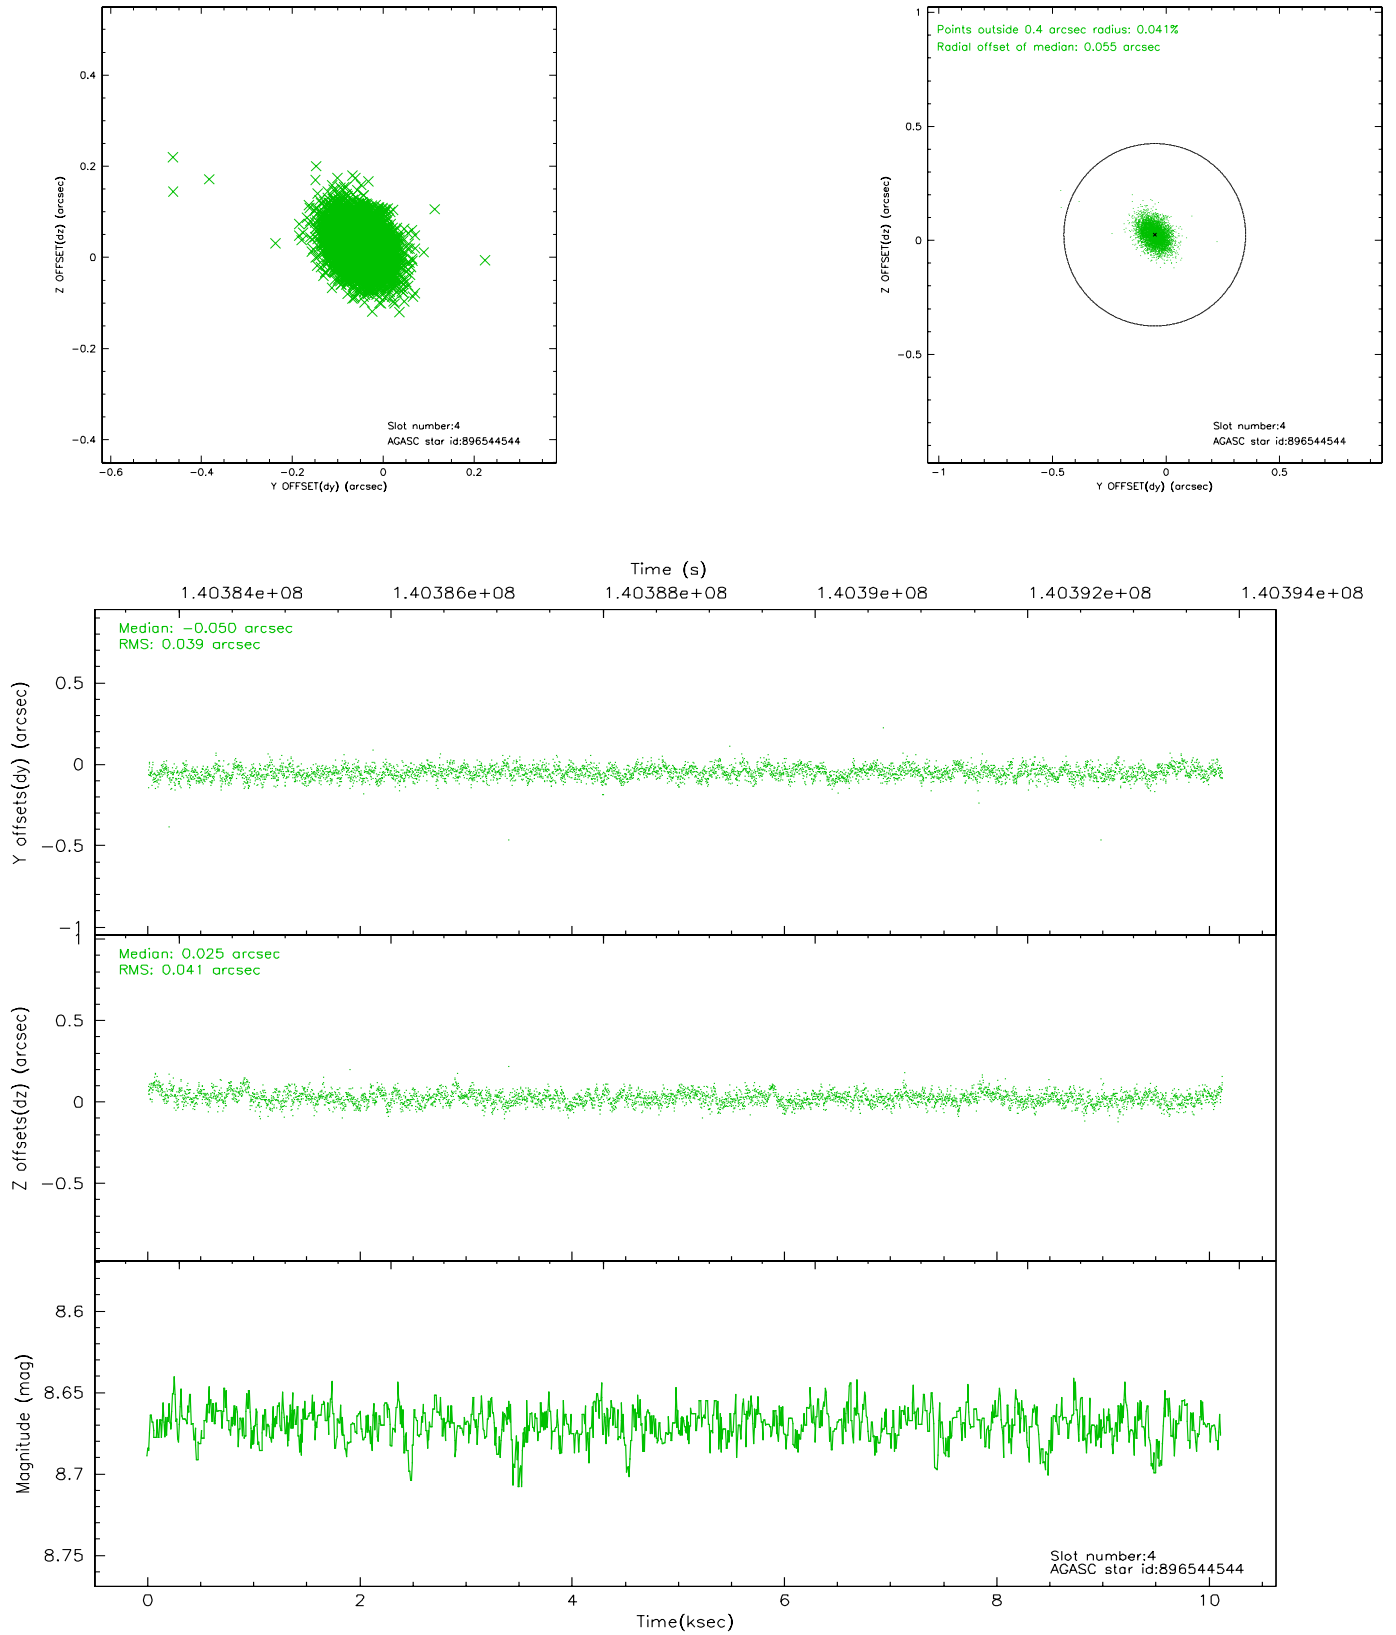 0.4
0.2
0
−0.2
−0.4
Z OFFSET(dz) (arcsec)
−0.6 −0.4 −0.2 0 0.2
Y OFFSET(dy) (arcsec)
Slot number:4
AGASC star id:896544544
Points outside 0.4 arcsec radius: 0.041%
Radial offset of median: 0.055 arcsec
1
0.5
0
−0.5
Z OFFSET(dz) (arcsec)
−1 −0.5 0 0.5
Y OFFSET(dy) (arcsec)
Slot number:4
AGASC star id:896544544
Time (s)
1.40384e+08 1.40386e+08 1.40388e+08 1.4039e+08 1.40392e+08 1.40394e+08
Median: −0.050 arcsec
RMS: 0.039 arcsec
0.5
0
−0.5
−1
Y offsets(dy) (arcsec)
Median: 0.025 arcsec
RMS: 0.041 arcsec
1
0.5
0
−0.5
Z offsets(dz) (arcsec)
8.6
8.65
8.7
8.75
Magnitude (mag)
Slot number:4
AGASC star id:896544544
0 2 4 6 8 10
Time(ksec)